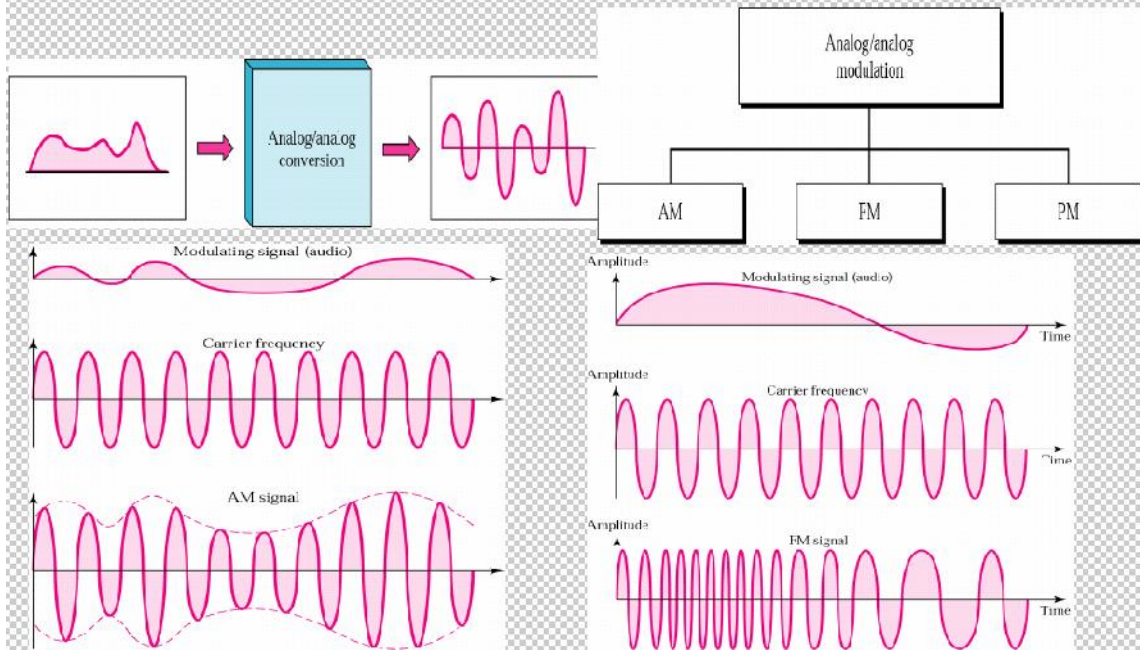 Analog/analog
conversion
Analog/analog
modulation
AM
FM
PM
Modulating signal (audio)
Carrier frequency
AM signal
Amplitude
Modulating signal (audio)
Time
Amplitude
Carrier frequency
Time
Amplitude
FM signal
Time